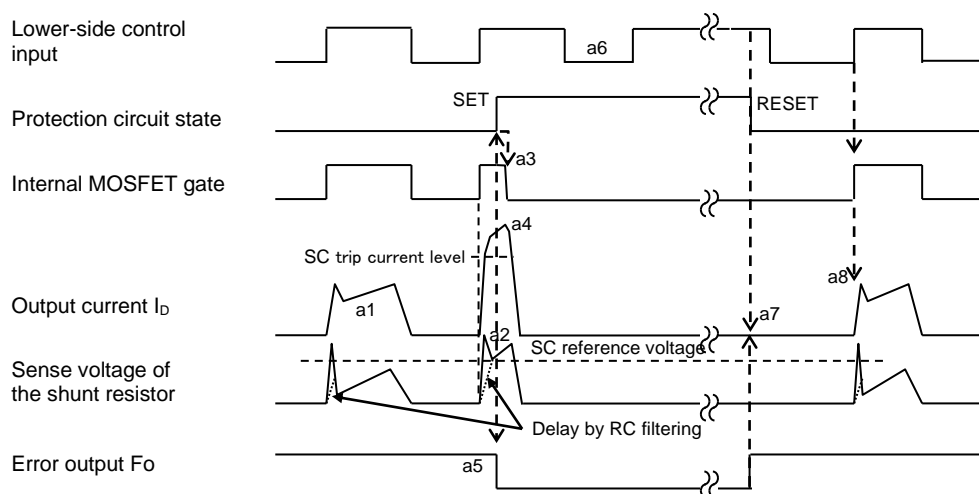 Lower-side control
input
a6
SET
RESET
Protection circuit state
a3
Internal MOSFET gate
a4
SC trip current level
a8
Output current ID
a1
a7
a2
SC reference voltage
Sense voltage of
the shunt resistor
Delay by RC filtering
Error output Fo
a5